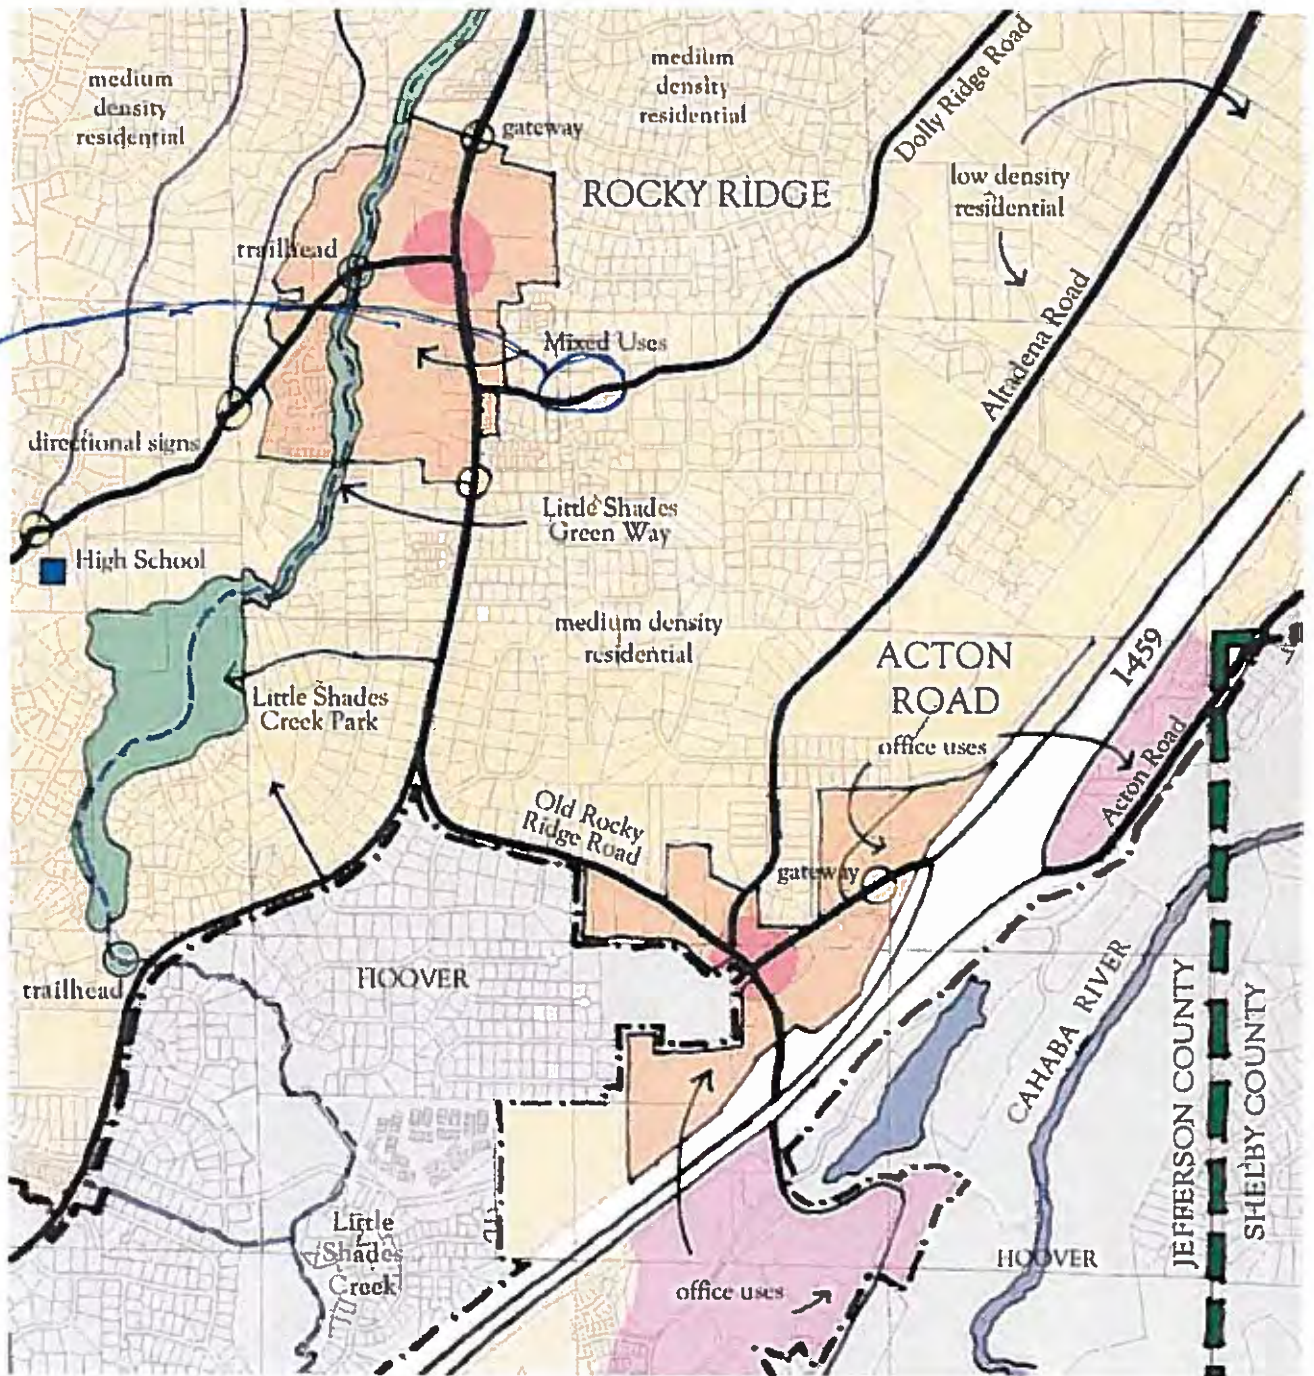 medium
density
residential
medium
density
residential
gateway
ROCKY RIDGE
Dolly Ridge Road
low density
residential
trailhead
Mixed Uses
Altadena Road
directional signs
Little Shades
Green Way
High School
medium density
residential
ACTON
ROAD
I-459
Little Shades
Creek Park
office uses
Acton Road
Old Rocky
Ridge Road
gateway
trailhead
HOOVER
CAHABA RIVER
JEFFERSON COUNTY
SHELBY COUNTY
Little
Shades
Creek
HOOVER
office uses